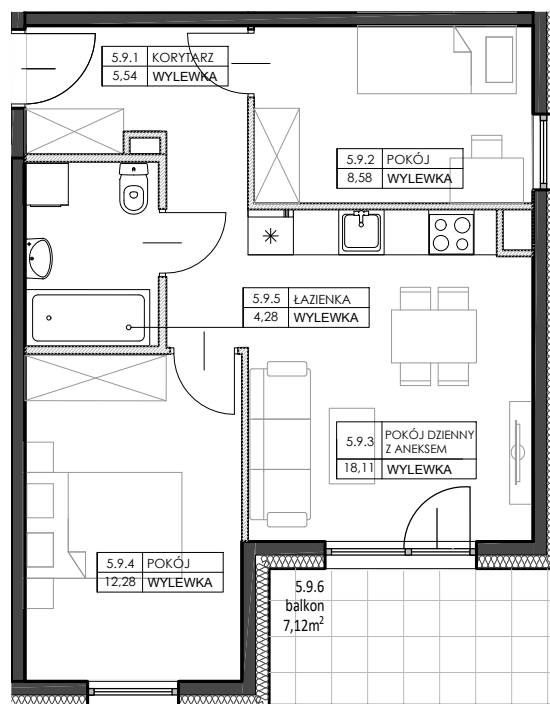 5.9.1 KORYTARZ
5,54 WYLEWKA
5.9.2 POKÓJ
8,58 WYLEWKA
5.9.5 ŁAZIENKA
4,28 WYLEWKA
5.9.3 POKÓJ DZIENNY
Z ANEKSEM
18,11 WYLEWKA
5.9.4 POKÓJ
12,28 WYLEWKA
5.9.6
balkon
7,12m²